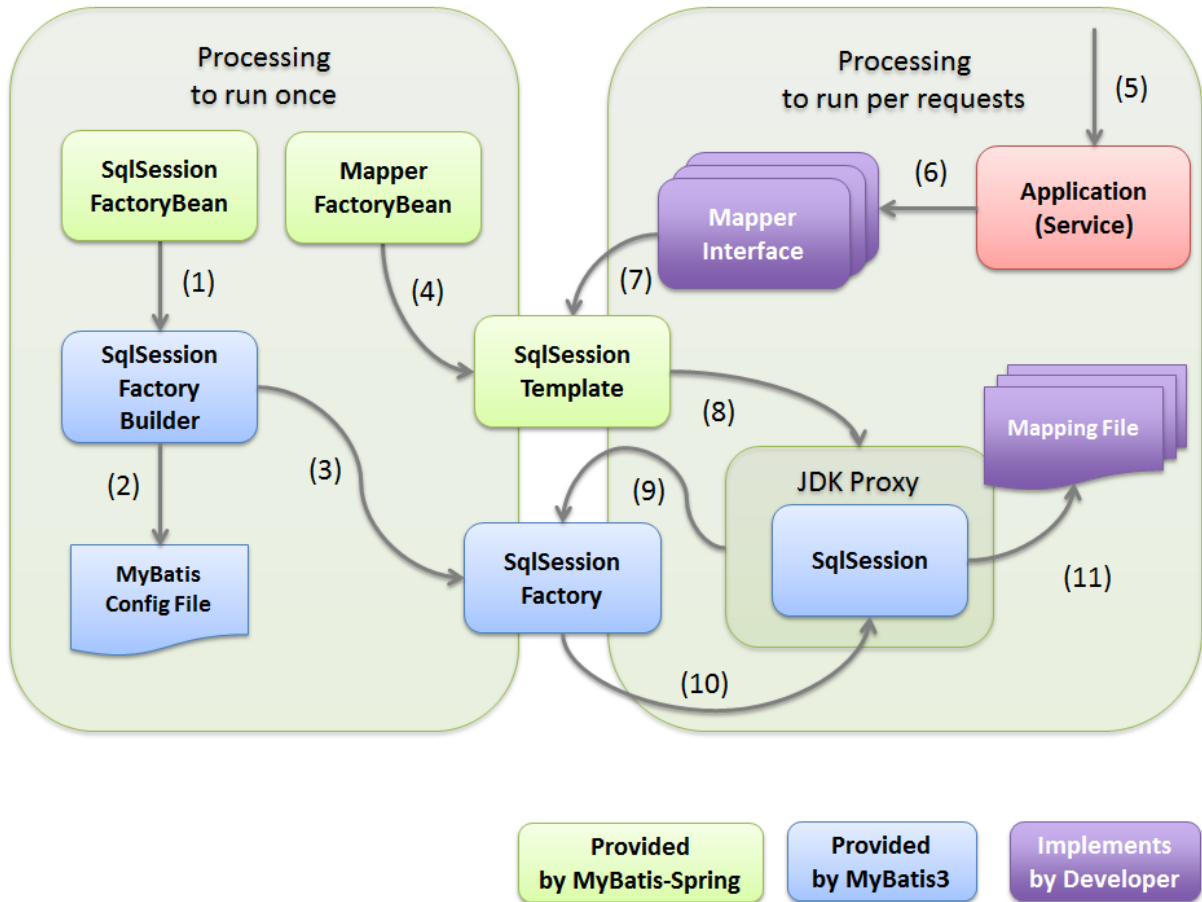 Processing
to run once
SqlSession
FactoryBean
Mapper
FactoryBean
(1)
(4)
SqlSession
Factory
Builder
(2)
(3)
MyBatis
Config File
Processing
to run per requests
(5)
Application
(Service)
(6)
Mapper
Interface
(7)
SqlSession
Template
(8)
Mapping File
JDK Proxy
SqlSession
(9)
SqlSession
Factory
(10)
(11)
Provided
by MyBatis-Spring
Provided
by MyBatis3
Implements
by Developer